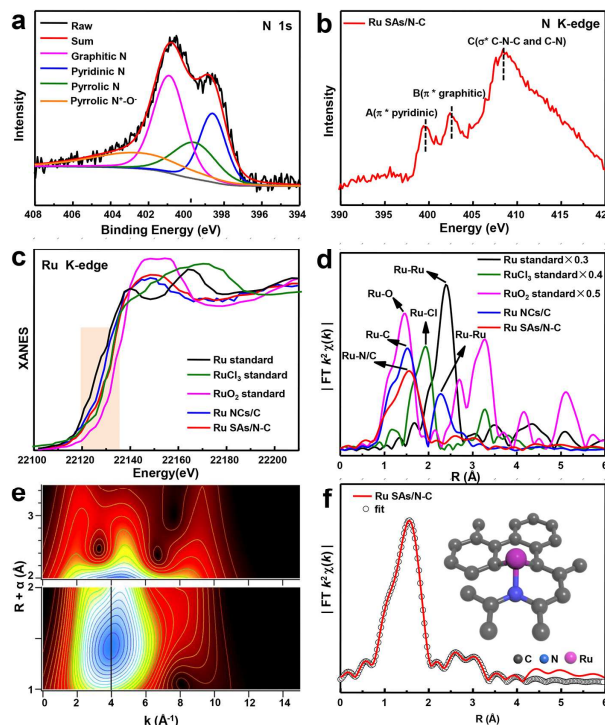 a
N 1s
Raw
Sum
Graphitic N
Pyridinic N
Pyrrolic N
Pyrrolic N⁺-O⁻
Intensity
408 406 404 402 400 398 396 394
Binding Energy (eV)
b
N K-edge
Ru SAs/N-C
C(σ* C-N-C and C-N)
B(π * graphitic)
A(π* pyridinic)
Intensity
390 395 400 405 410 415 420
Energy (eV)
c
Ru K-edge
Ru standard
RuCl₃ standard
RuO₂ standard
Ru NCs/C
Ru SAs/N-C
XANES
22100 22120 22140 22160 22180 22200
Energy(eV)
d
Ru standard×0.3
RuCl₃ standard×0.4
RuO₂ standard×0.5
Ru NCs/C
Ru SAs/N-C
Ru-Ru
Ru-O
Ru-Cl
Ru-C
Ru-Ru
Ru-N/C
| FT k²χ(k) |
0 1 2 3 4 5 6
R (Å)
e
3
2
2
1
R + α (Å)
0 2 4 6 8 10 12 14
k (Å⁻¹)
f
Ru SAs/N-C
fit
C N Ru
| FT k²χ(k) |
0 1 2 3 4 5 6
R (Å)